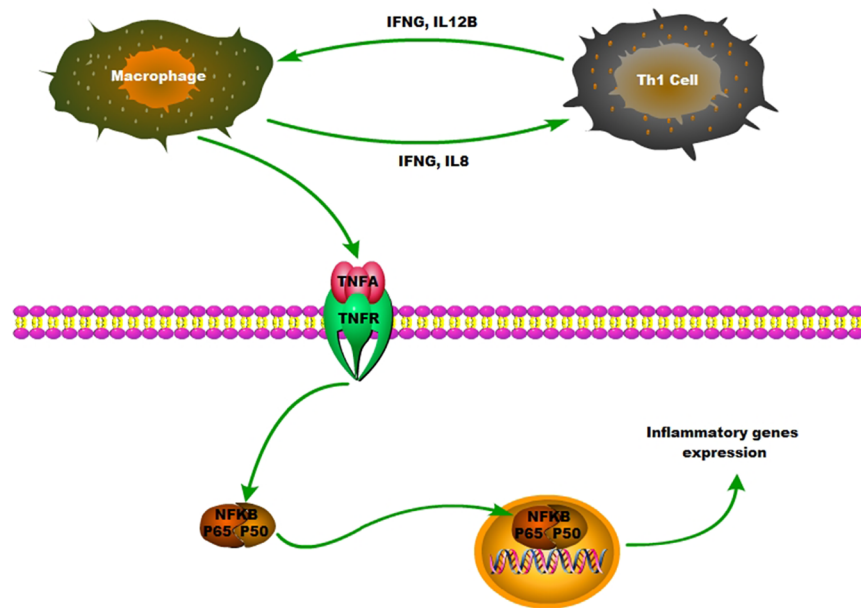 IFNG, IL12B
Macrophage
Th1 Cell
IFNG, IL8
TNFA
TNFR
Inflammatory genes
expression
NFKB
P65 P50
NFKB
P65 P50